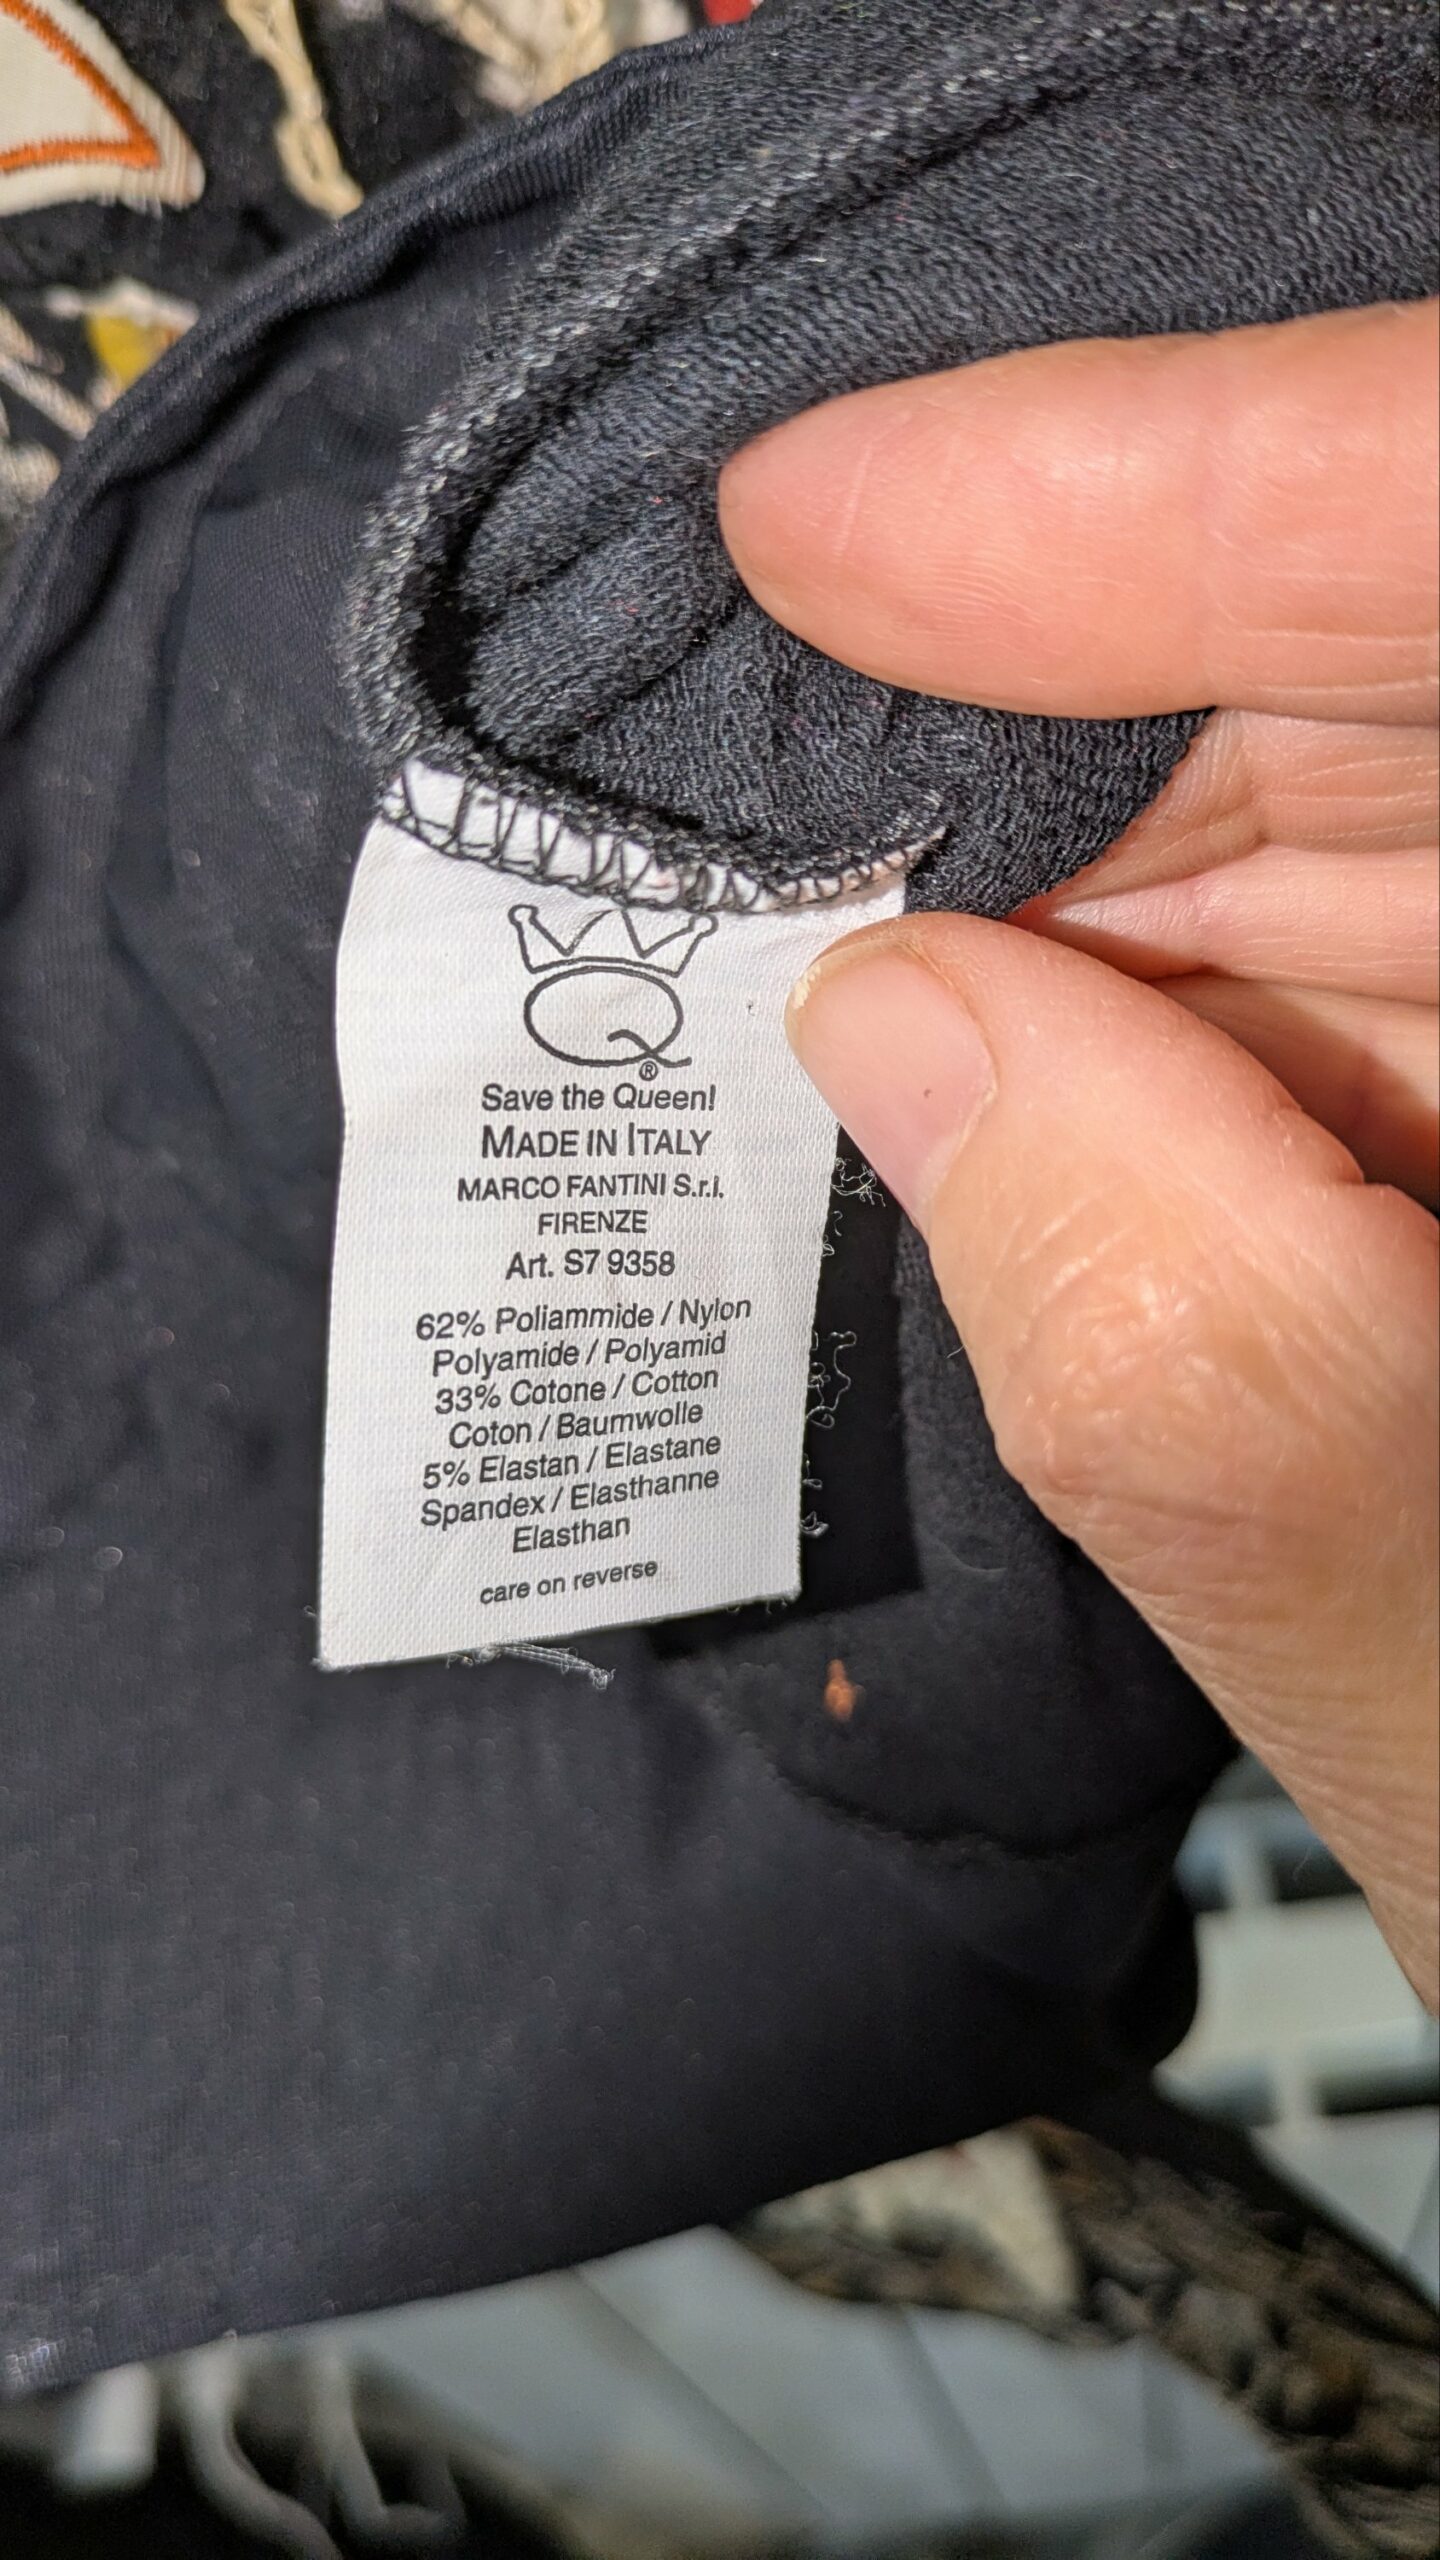 Q®
Save the Queen!
MADE IN ITALY
MARCO FANTINI S.r.l.
FIRENZE
Art. S7 9358
62% Poliammide / Nylon
Polyamide / Polyamid
33% Cotone / Cotton
Coton / Baumwolle
5% Elastan / Elastane
Spandex / Elasthanne
Elasthan
care on reverse